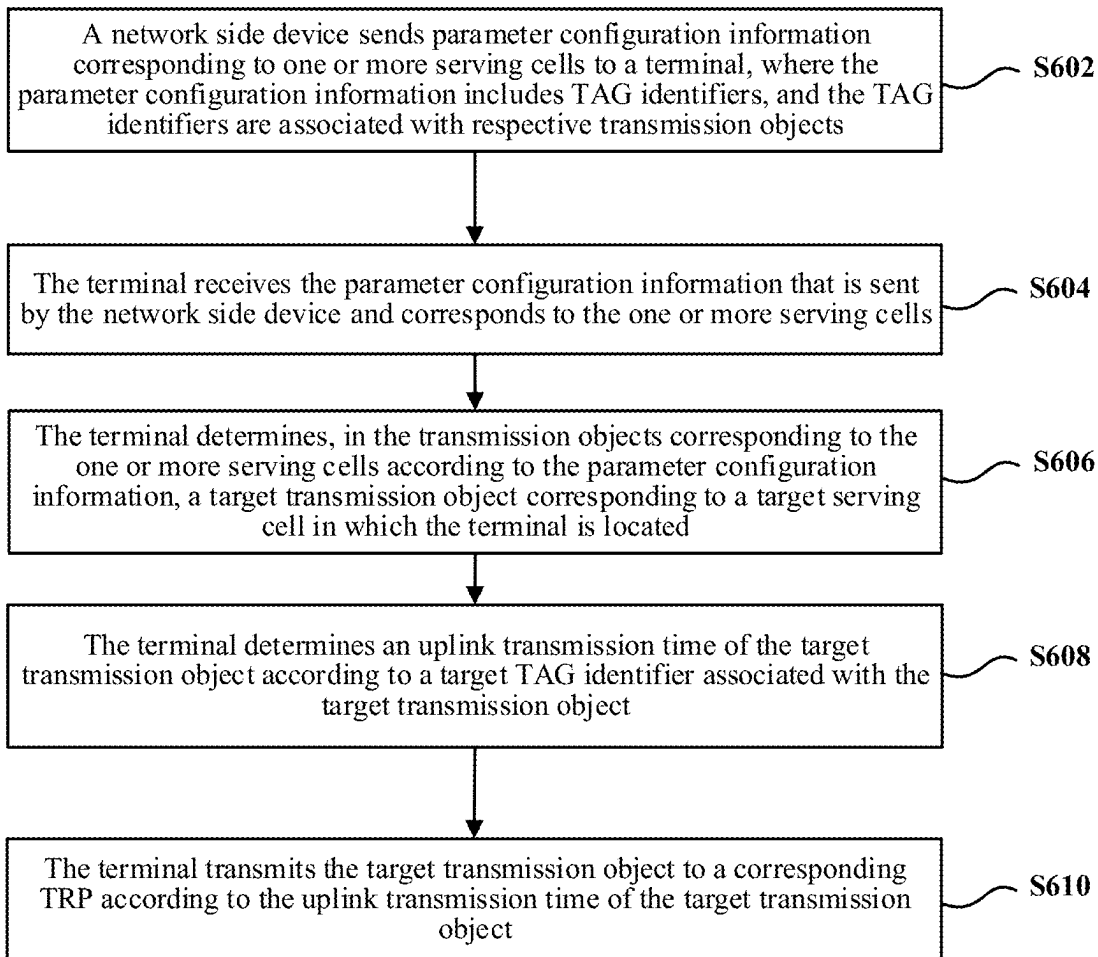 A network side device sends parameter configuration information
corresponding to one or more serving cells to a terminal, where the
parameter configuration information includes TAG identifiers, and the TAG
identifiers are associated with respective transmission objects
S602
The terminal receives the parameter configuration information that is sent
by the network side device and corresponds to the one or more serving cells
S604
The terminal determines, in the transmission objects corresponding to the
one or more serving cells according to the parameter configuration
information, a target transmission object corresponding to a target serving
cell in which the terminal is located
S606
The terminal determines an uplink transmission time of the target
transmission object according to a target TAG identifier associated with the
target transmission object
S608
The terminal transmits the target transmission object to a corresponding
TRP according to the uplink transmission time of the target transmission
object
S610